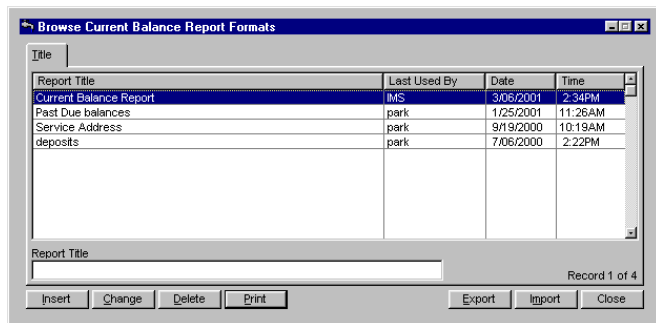 Browse Current Balance Report Formats
Title
Report Title Last Used By Date Time
Current Balance Report IMS 3/06/2001 2:34PM
Past Due balances park 1/25/2001 11:26AM
Service Address park 9/19/2000 10:19AM
deposits park 7/06/2000 2:22PM
Report Title
Record 1 of 4
Insert Change Delete Print Export Import Close